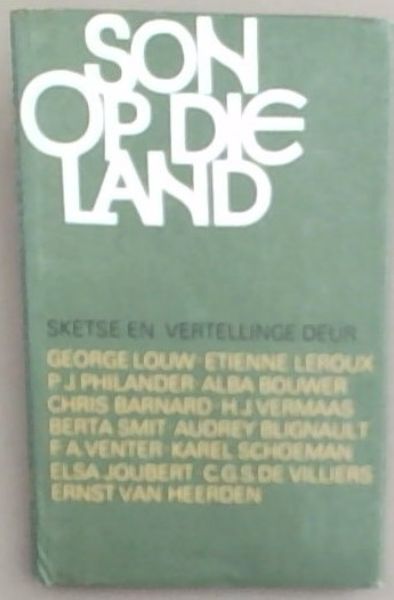 SON
OP DIE
LAND
SKETSE EN VERTELLINGE DEUR
GEORGE LOUW · ETIENNE LEROUX
P J PHILANDER · ALBA BOUWER
CHRIS BARNARD · H. J VERMAAS
BERTA SMIT · AUDREY BLIGNAULT
F A VENTER · KAREL SCHOEMAN
ELSA JOUBERT · C.G.S. DE VILLIERS
ERNST VAN HEERDEN